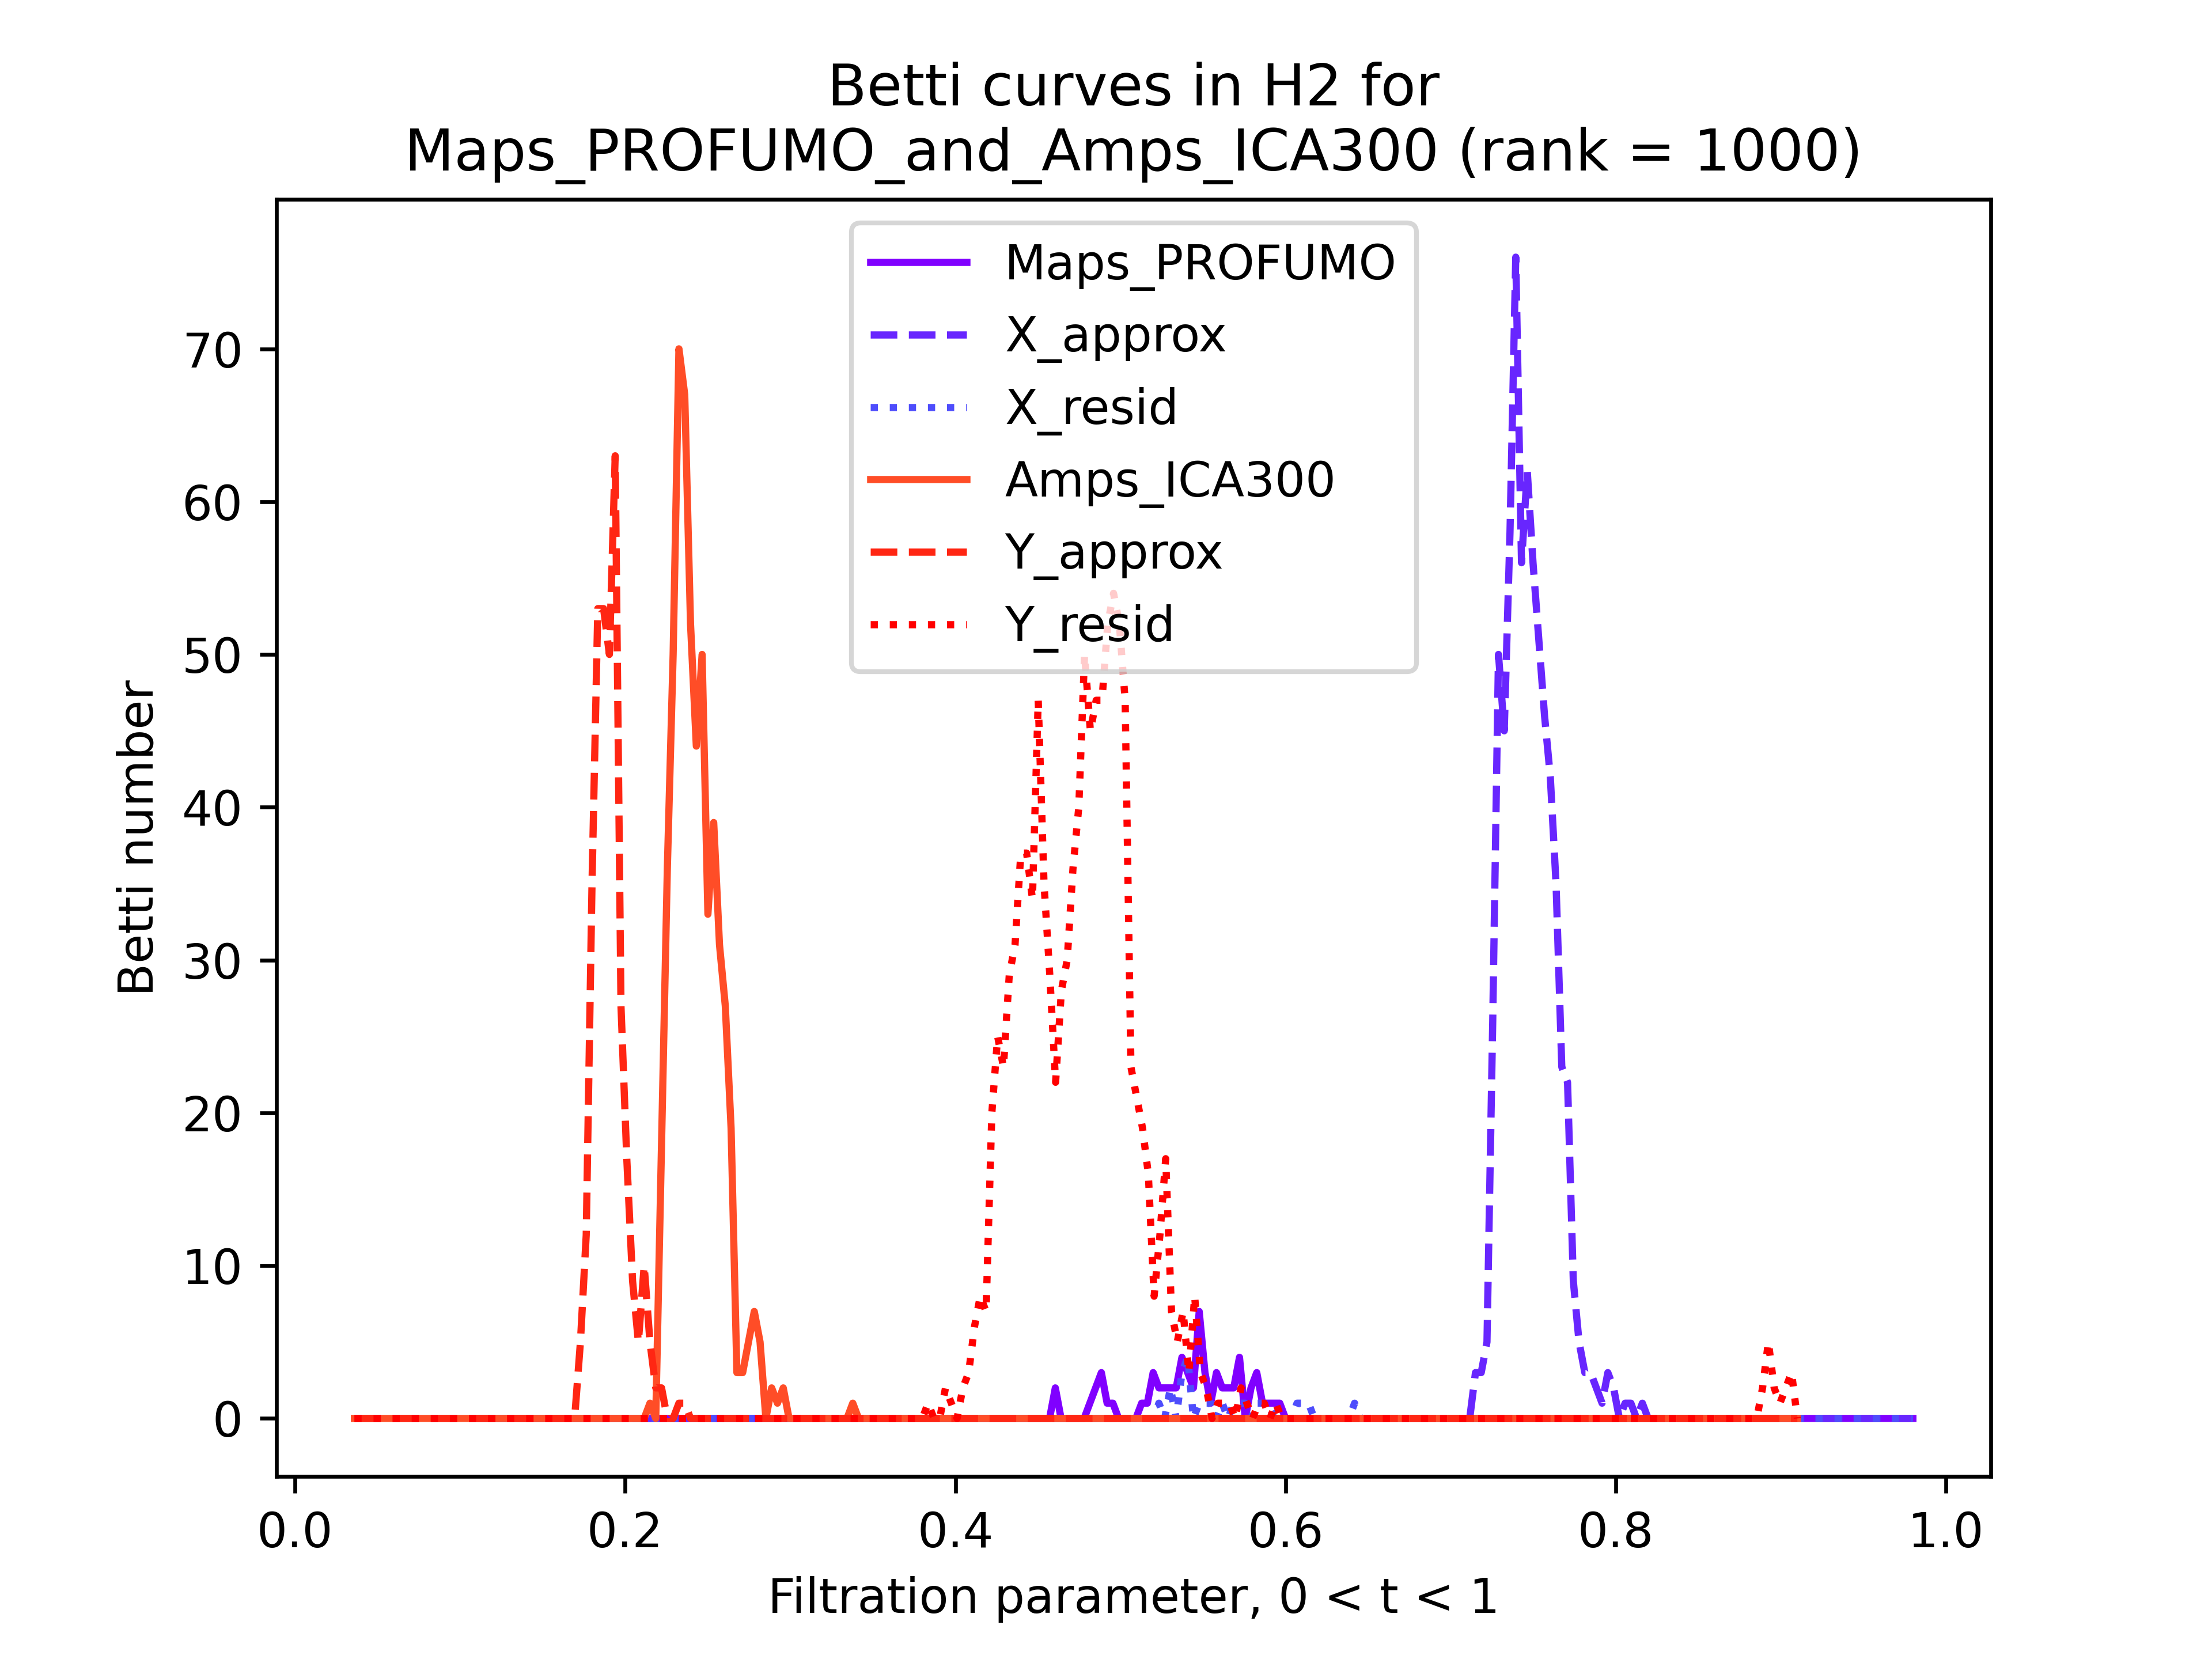 Betti curves in H2 for
Maps_PROFUMO_and_Amps_ICA300 (rank = 1000)
Maps_PROFUMO
X_approx
X_resid
Amps_ICA300
Y_approx
Y_resid
Betti number
70
60
50
40
30
20
10
0
0.0 0.2 0.4 0.6 0.8 1.0
Filtration parameter, 0 < t < 1